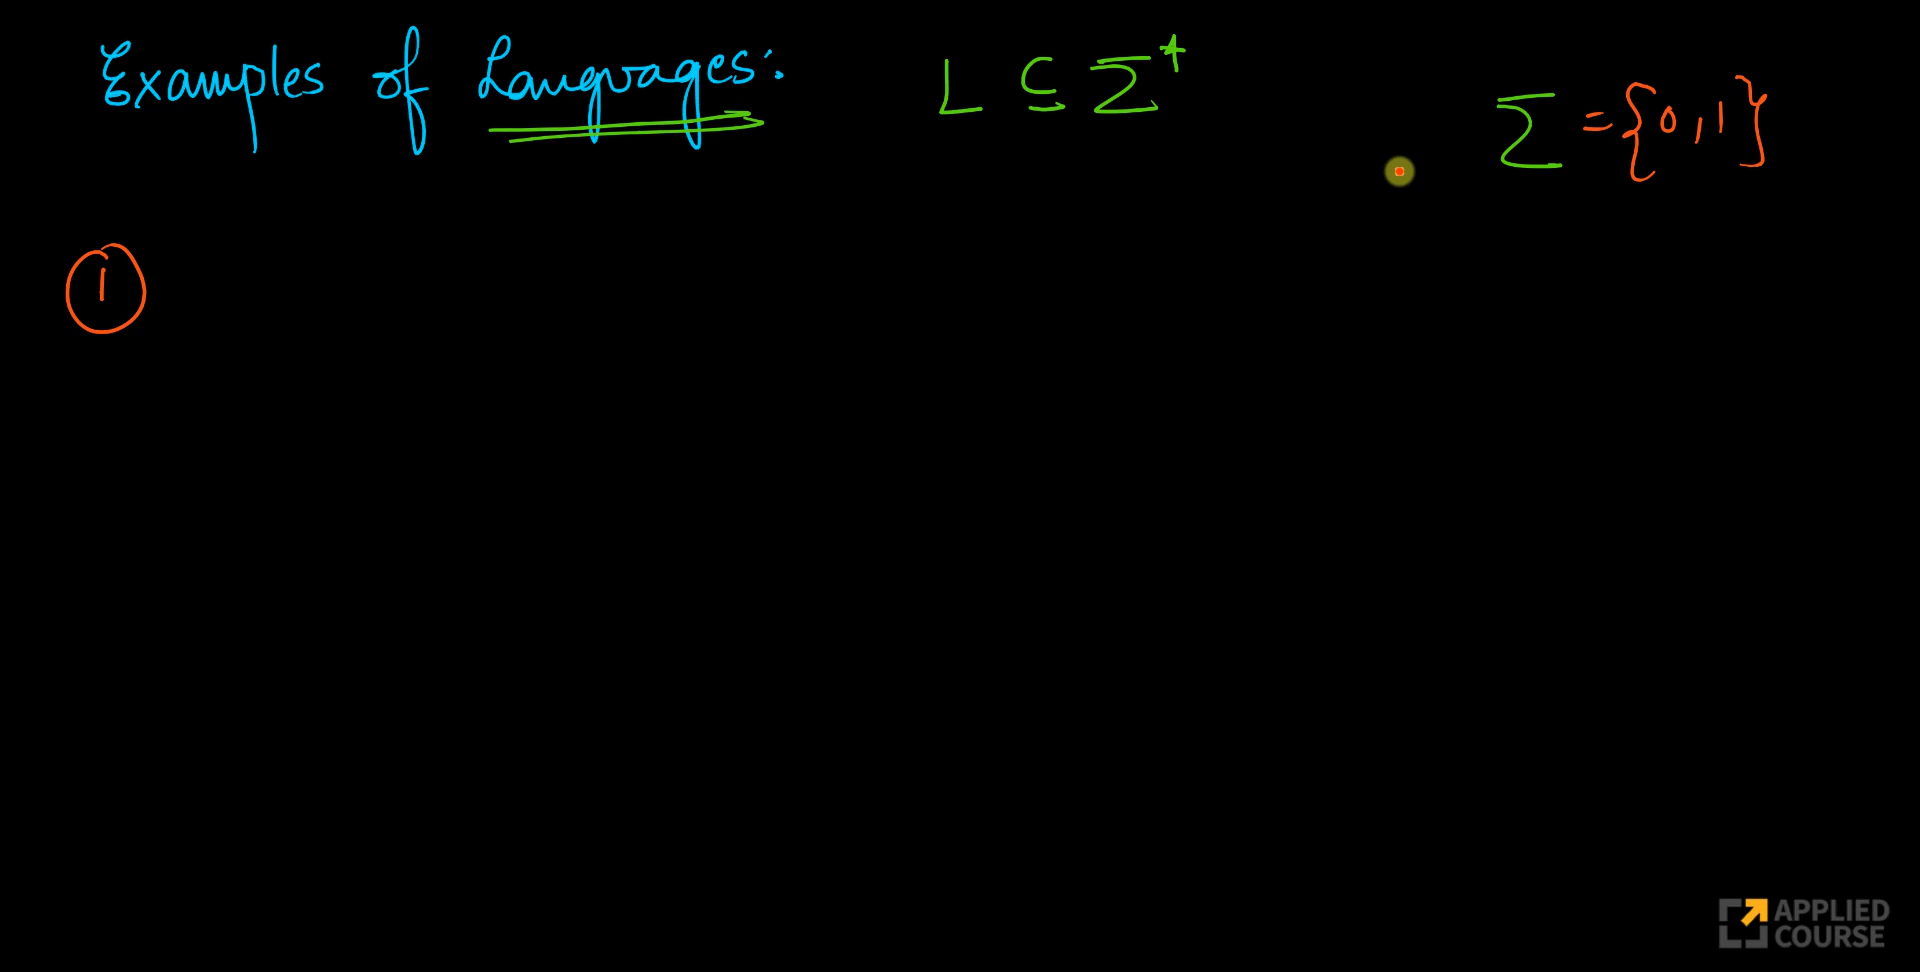 Examples of Languages: L ⊆ Σ* Σ = {0, 1}
1
APPLIED
COURSE